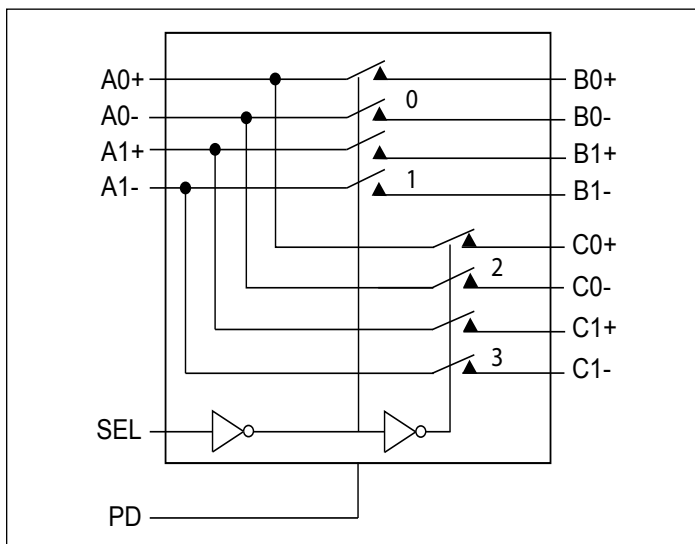 A0+
B0+
A0-
0
B0-
A1+
B1+
A1-
1
B1-
C0+
2
C0-
C1+
3
C1-
SEL
PD